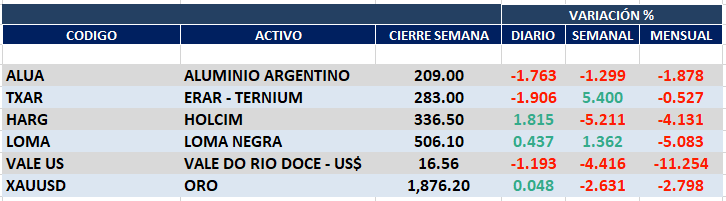 VARIACIÓN %
CODIGO ACTIVO CIERRE SEMANA DIARIO SEMANAL MENSUAL
ALUA ALUMINIO ARGENTINO 209.00 -1.763 -1.299 -1.878
TXAR ERAR - TERNIUM 283.00 -1.906 5.400 -0.527
HARG HOLCIM 336.50 1.815 -5.211 -4.131
LOMA LOMA NEGRA 506.10 0.437 1.362 -5.083
VALE US VALE DO RIO DOCE - US$ 16.56 -1.193 -4.416 -11.254
XAUUSD ORO 1,876.20 0.048 -2.631 -2.798